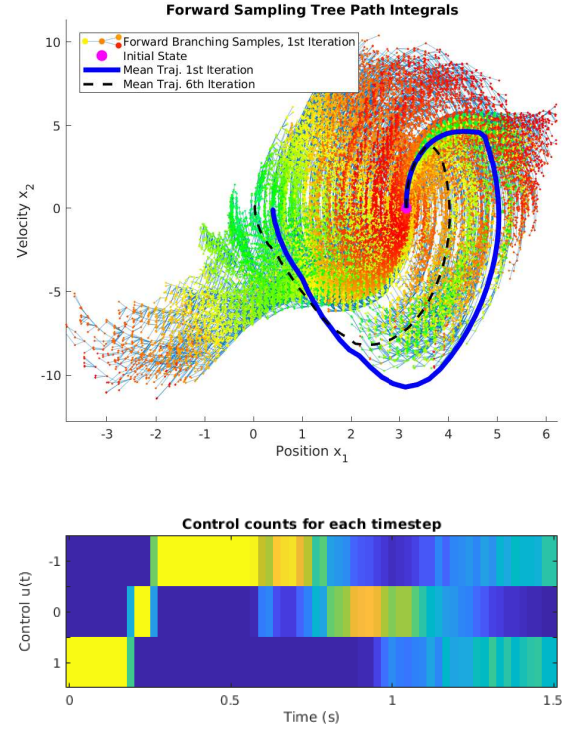 Forward Sampling Tree Path Integrals
Forward Branching Samples, 1st Iteration
Initial State
Mean Traj. 1st Iteration
Mean Traj. 6th Iteration
Velocity x₂
10
5
0
-5
-10
-3 -2 -1 0 1 2 3 4 5 6
Position x₁
Control counts for each timestep
Control u(t)
-1
0
1
0 0.5 1 1.5
Time (s)